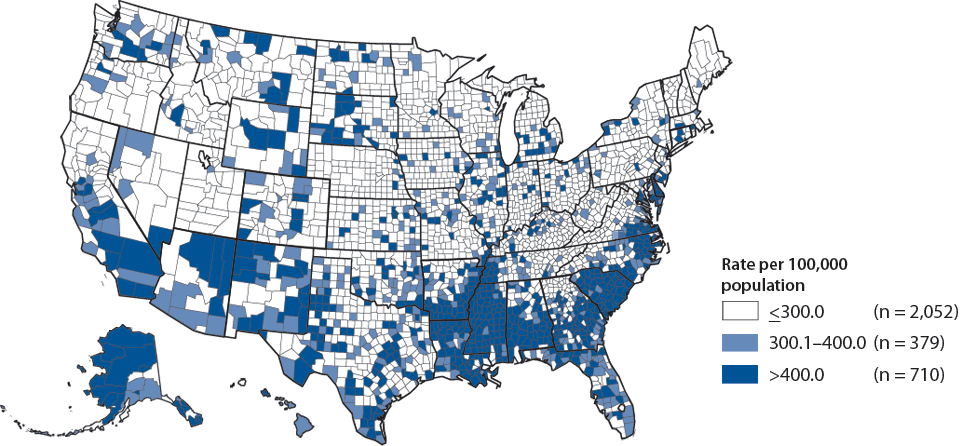 Rate per 100,000
population
≤300.0 (n = 2,052)
300.1–400.0 (n = 379)
>400.0 (n = 710)